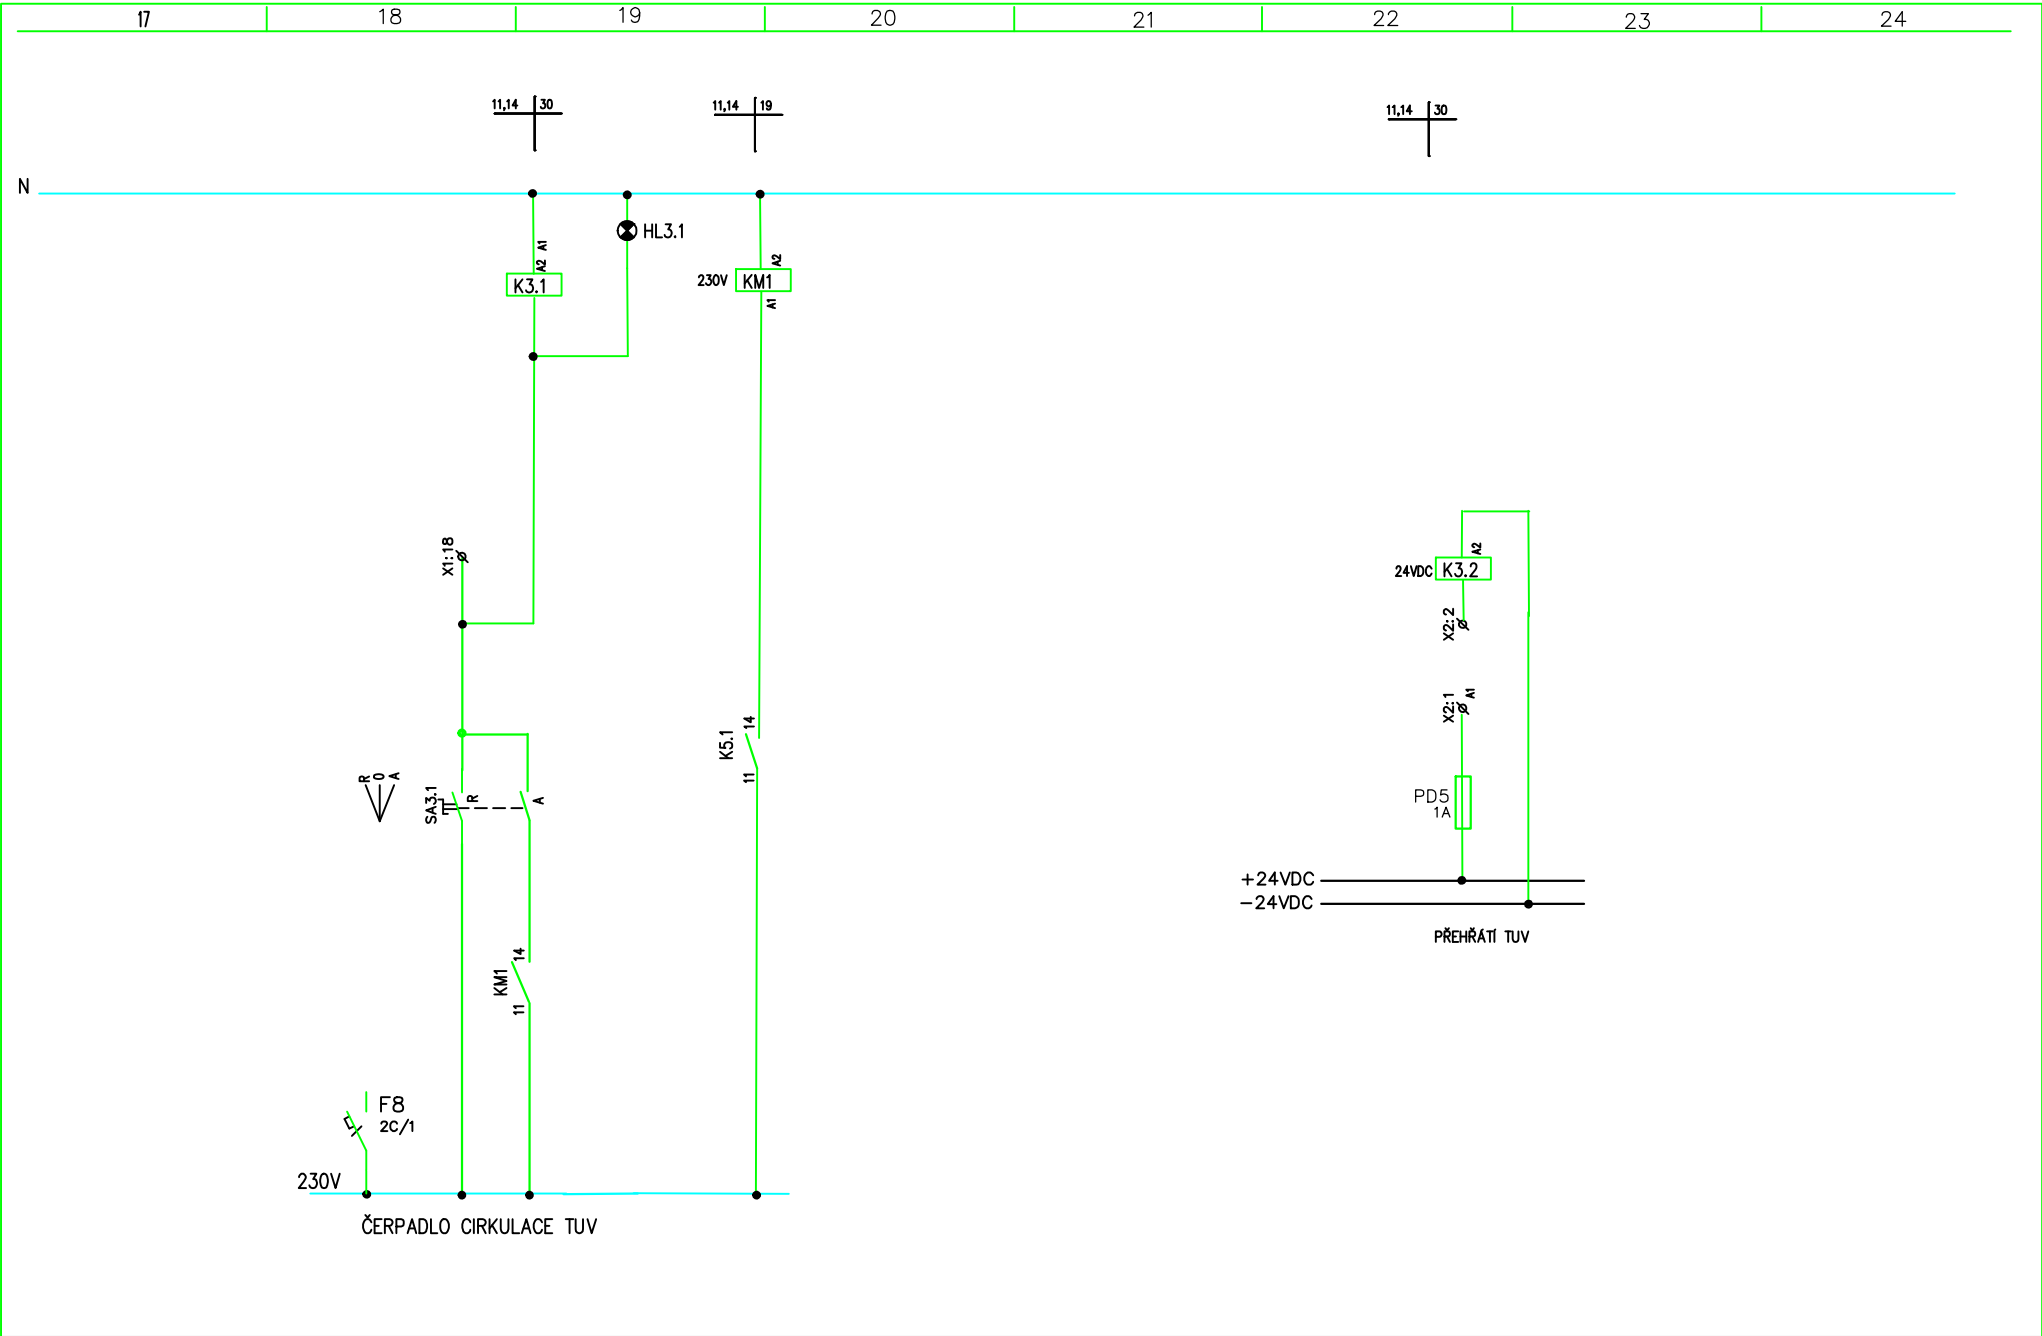 17 18 19 20 21 22 23 24
11,14 30
11,14 19
11,14 30
N
HL3.1
A1
A2
K3.1
A2
230V KM1
A1
X1:18
A2
24VDC K3.2
X2:2
X2:1 A1
14
K5.1
11
R 0 A
SA3.1 R A
PD5
1A
+24VDC
-24VDC
PŘEHŘÁTÍ TUV
14
KM1
11
F8
2C/1
230V
ČERPADLO CIRKULACE TUV